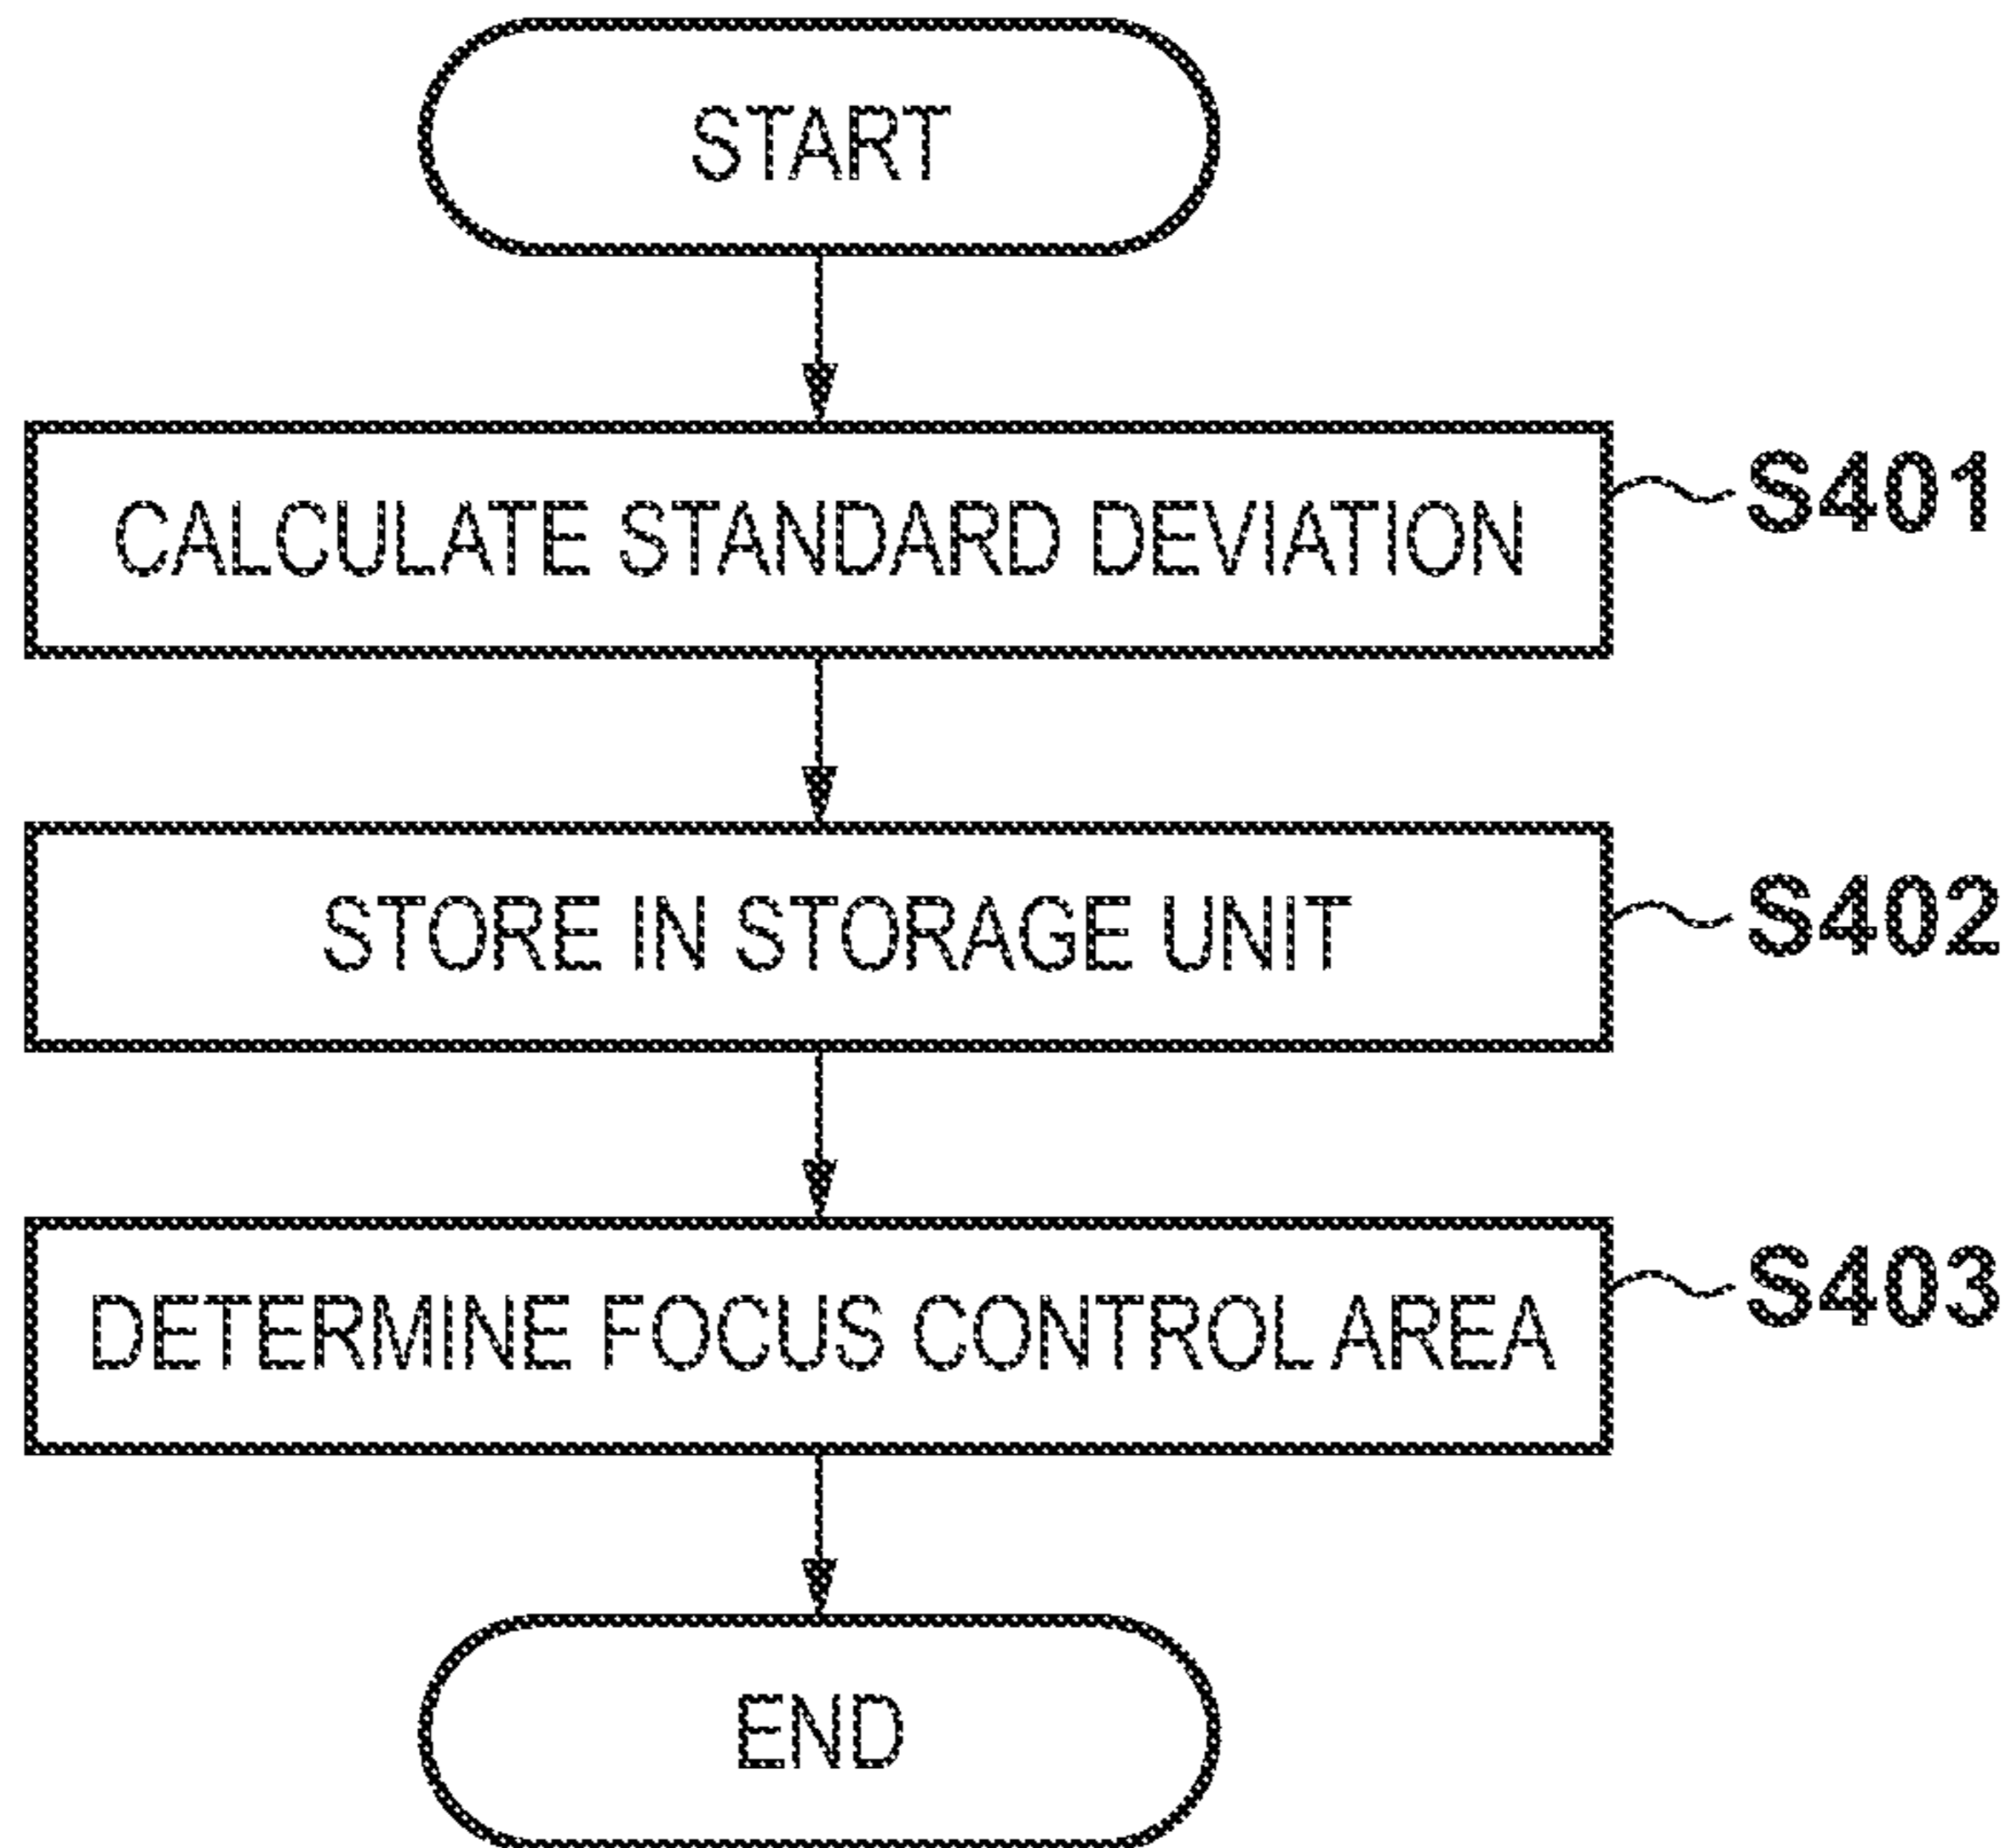 START
CALCULATE STANDARD DEVIATION
S401
STORE IN STORAGE UNIT
S402
DETERMINE FOCUS CONTROL AREA
S403
END